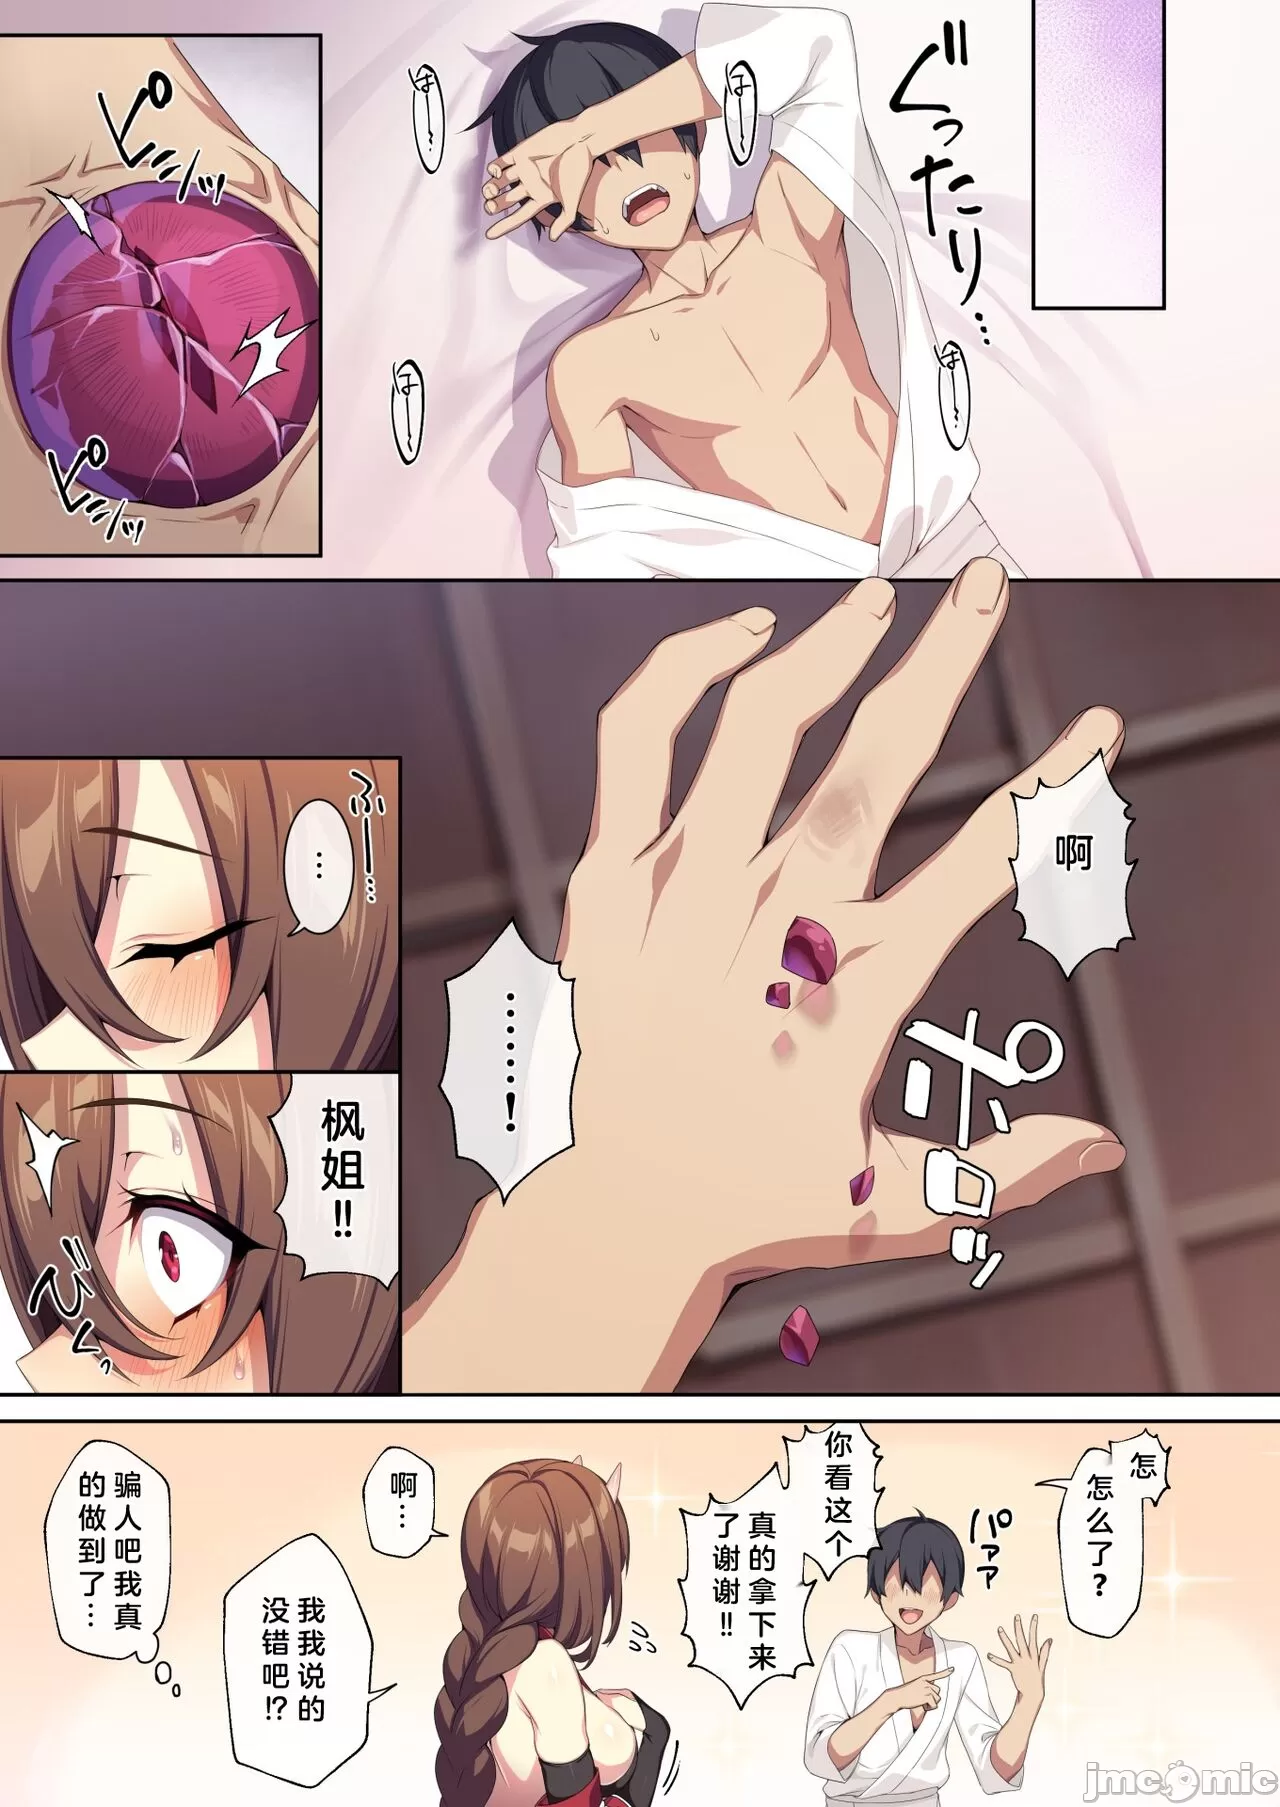 ぐったり…
はー〜
はー〜
はー〜
はー〜
ピシッ
ピシッ
啊
ポロッ
………！
ふー…
…
枫姐‼
びくっ
怎
怎么了？
パァァ
你看这个
真的拿下来
了谢谢‼
啊…
我我说的
没错吧⁉
骗人吧我真
的做到了…
jmcomic